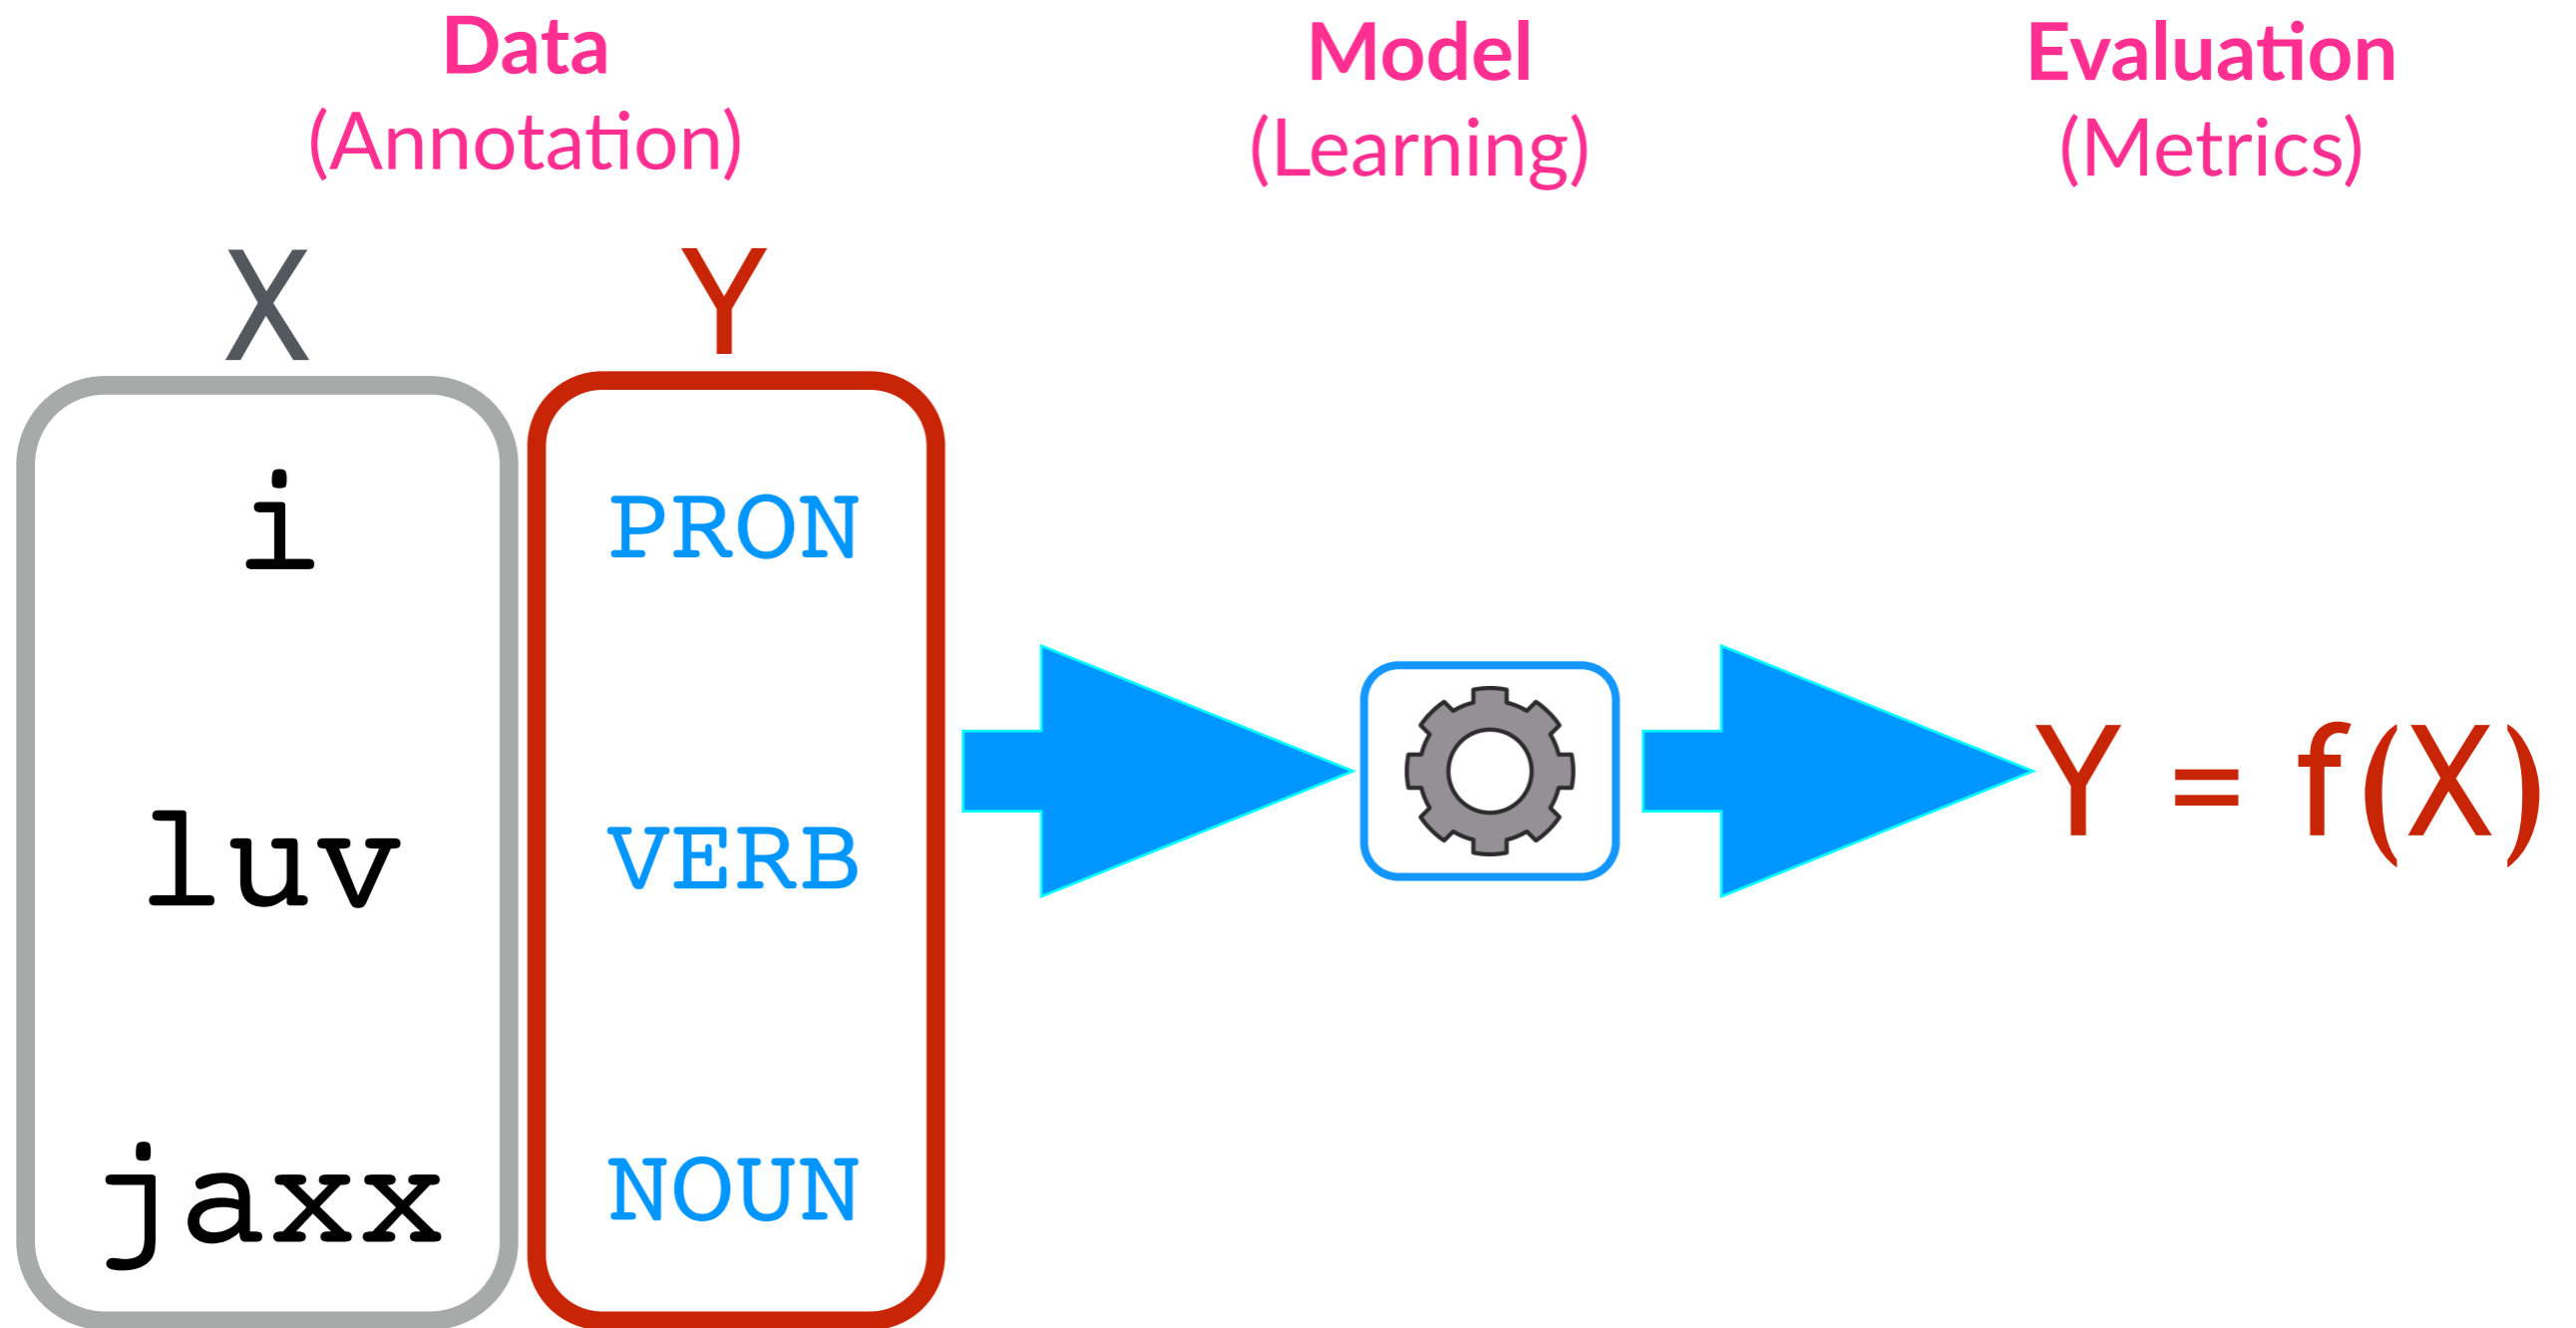 Data
(Annotation)
Model
(Learning)
Evaluation
(Metrics)
X
Y
i
PRON
luv
VERB
jaxx
NOUN
Y = f(X)